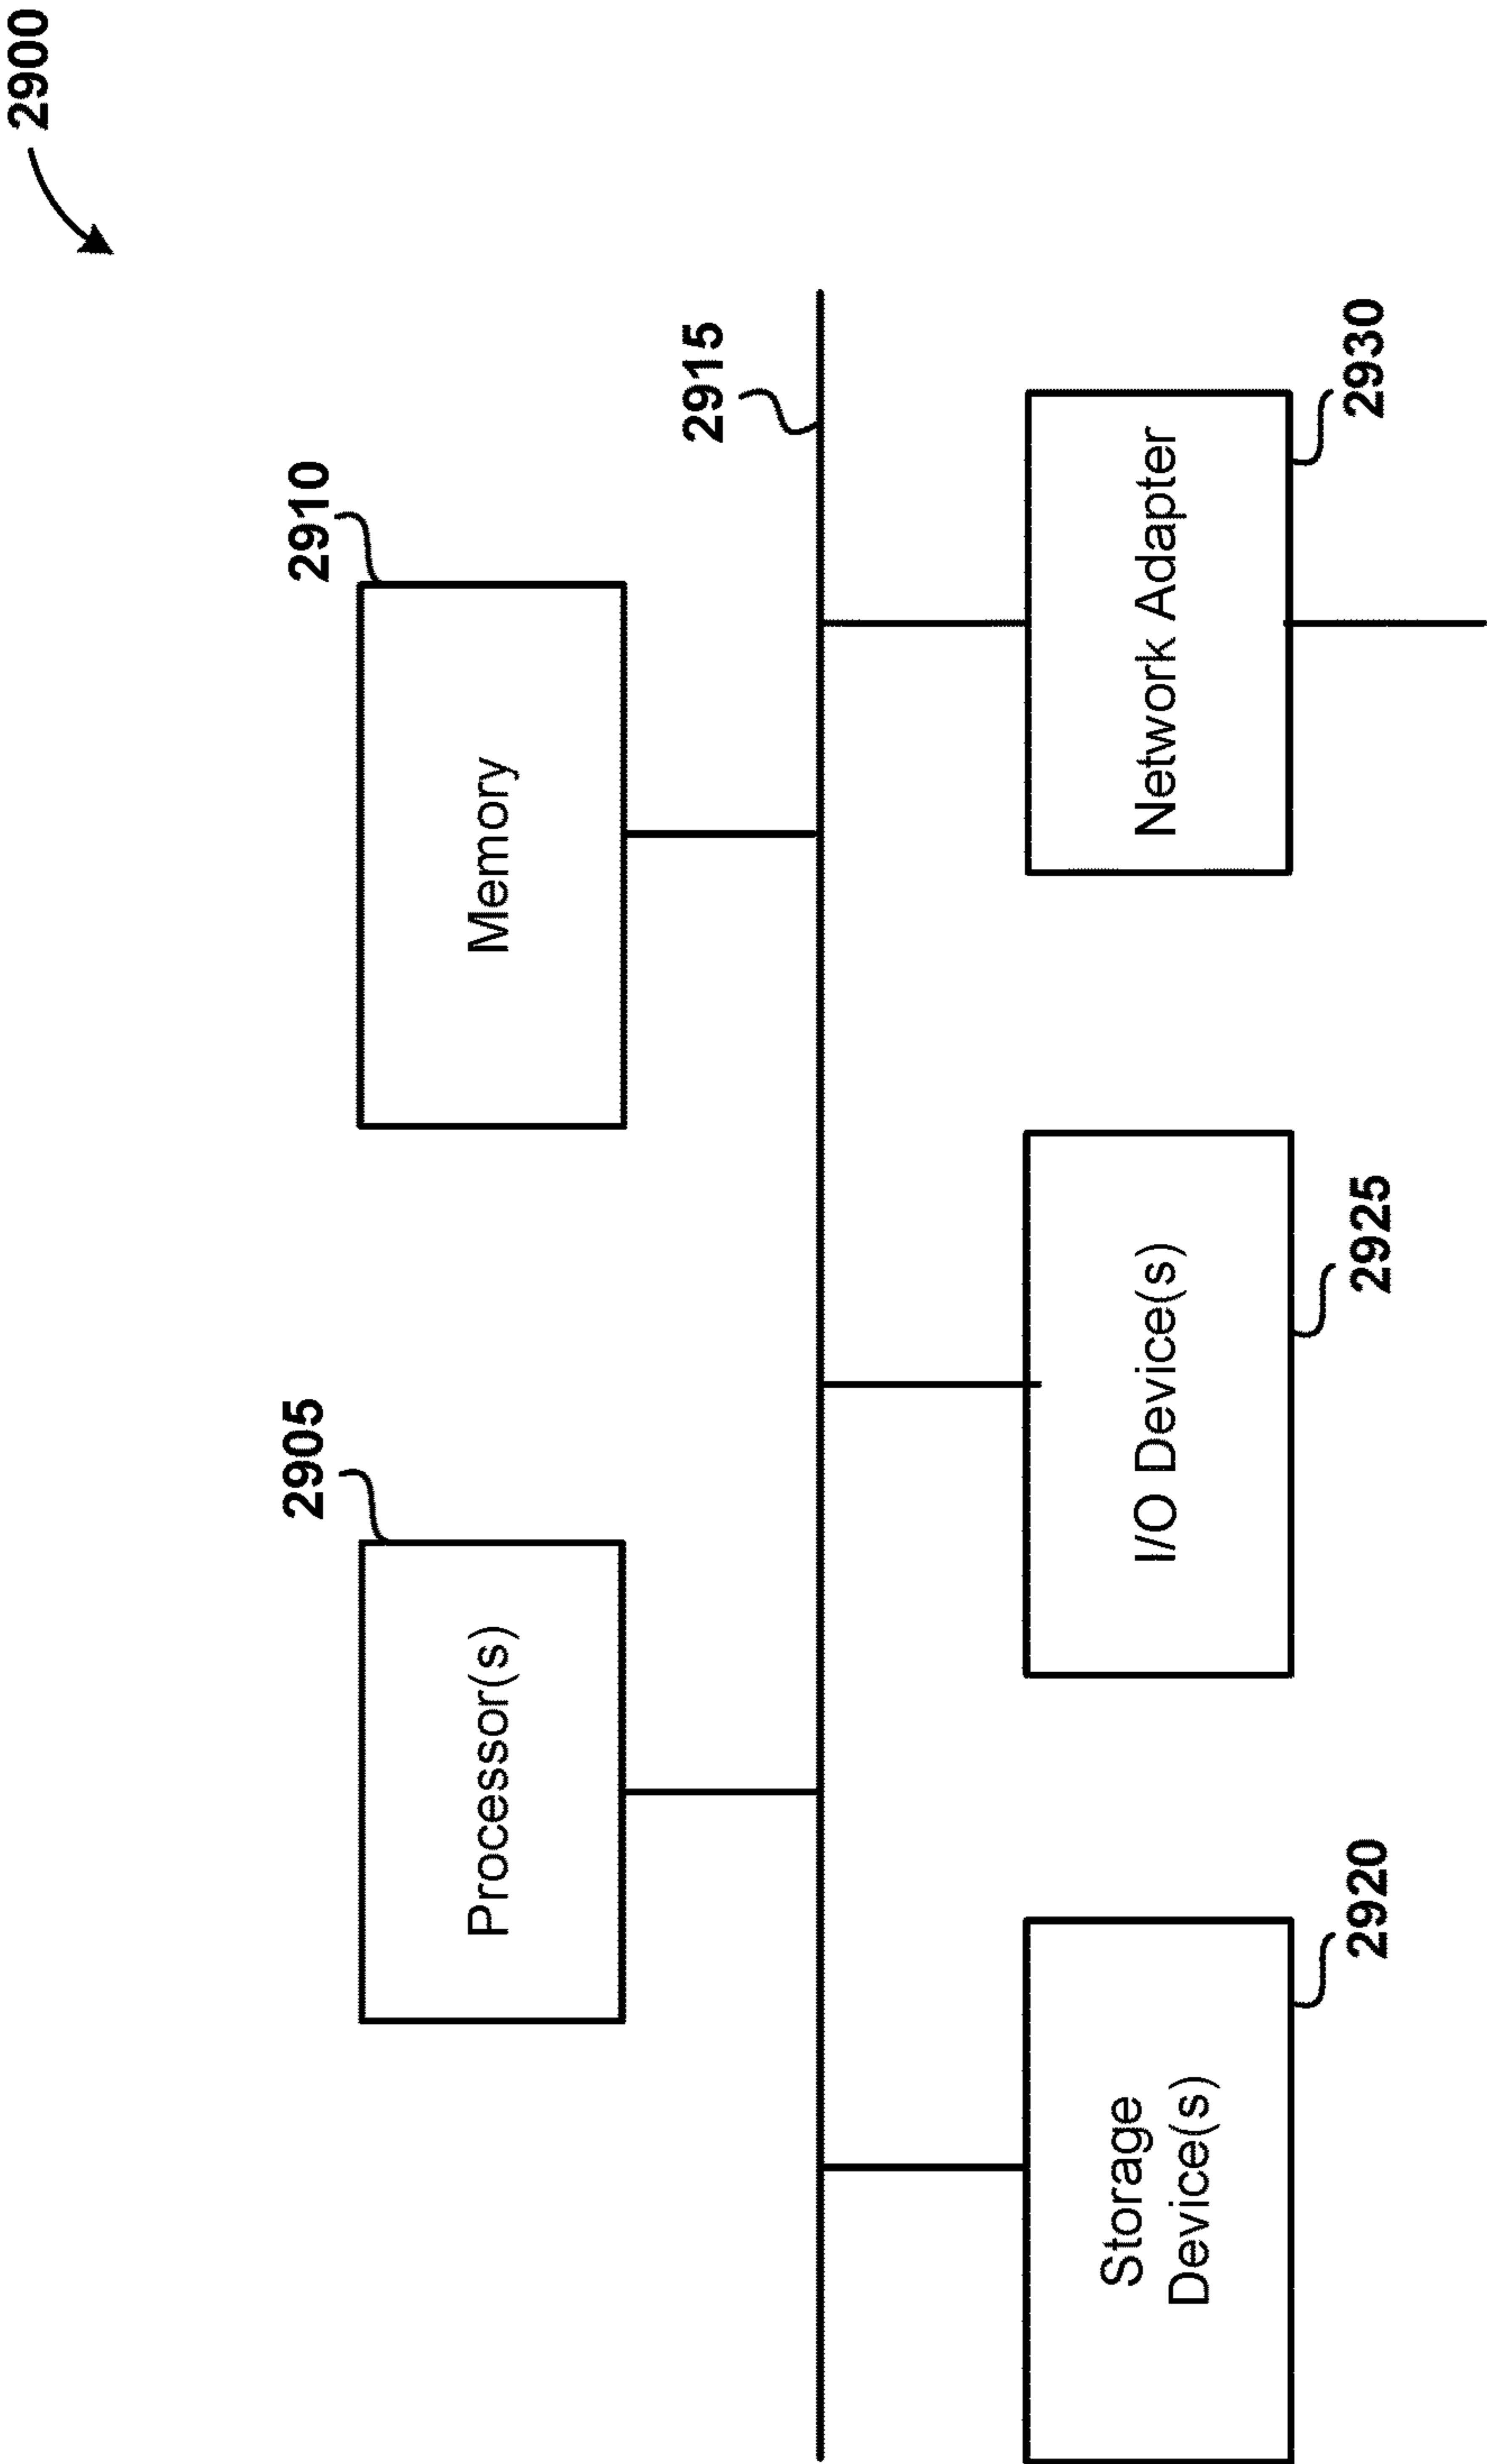 2900
2905
Processor(s)
2910
Memory
2915
2920
Storage
Device(s)
2925
I/O Device(s)
2930
Network Adapter